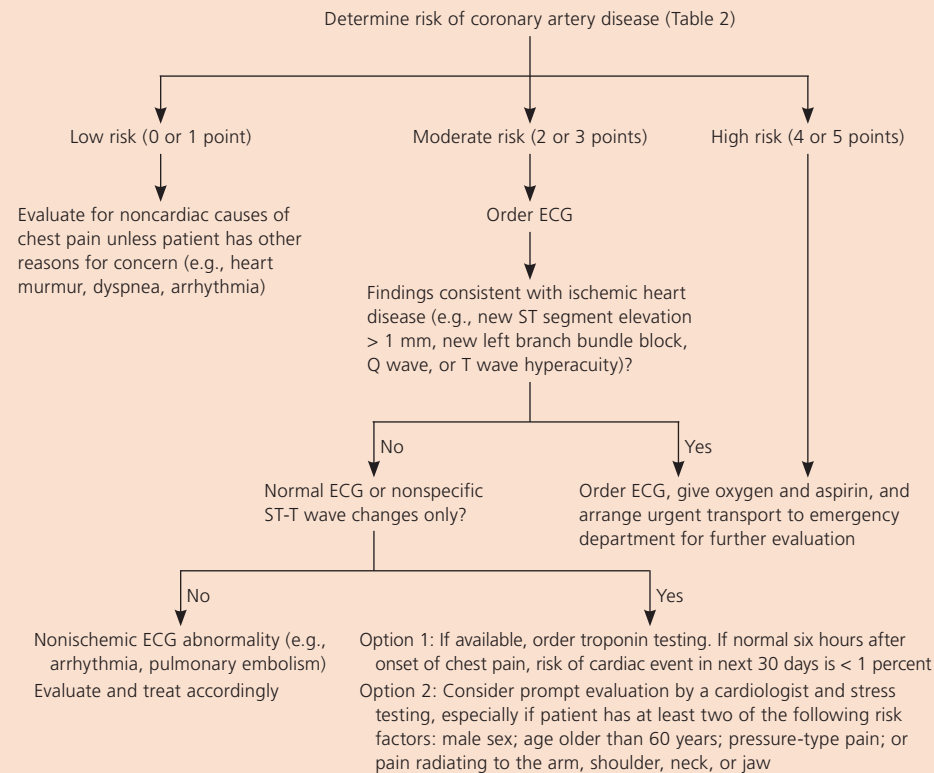 Determine risk of coronary artery disease (Table 2)
Low risk (0 or 1 point)
Moderate risk (2 or 3 points)
High risk (4 or 5 points)
Evaluate for noncardiac causes of
chest pain unless patient has other
reasons for concern (e.g., heart
murmur, dyspnea, arrhythmia)
Order ECG
Findings consistent with ischemic heart
disease (e.g., new ST segment elevation
> 1 mm, new left branch bundle block,
Q wave, or T wave hyperacuity)?
No
Yes
Normal ECG or nonspecific
ST-T wave changes only?
Order ECG, give oxygen and aspirin, and
arrange urgent transport to emergency
department for further evaluation
No
Yes
Nonischemic ECG abnormality (e.g.,
arrhythmia, pulmonary embolism)
Evaluate and treat accordingly
Option 1: If available, order troponin testing. If normal six hours after
onset of chest pain, risk of cardiac event in next 30 days is < 1 percent
Option 2: Consider prompt evaluation by a cardiologist and stress
testing, especially if patient has at least two of the following risk
factors: male sex; age older than 60 years; pressure-type pain; or
pain radiating to the arm, shoulder, neck, or jaw